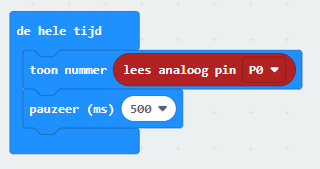 de hele tijd
toon nummer lees analoog pin P0
pauzeer (ms) 500